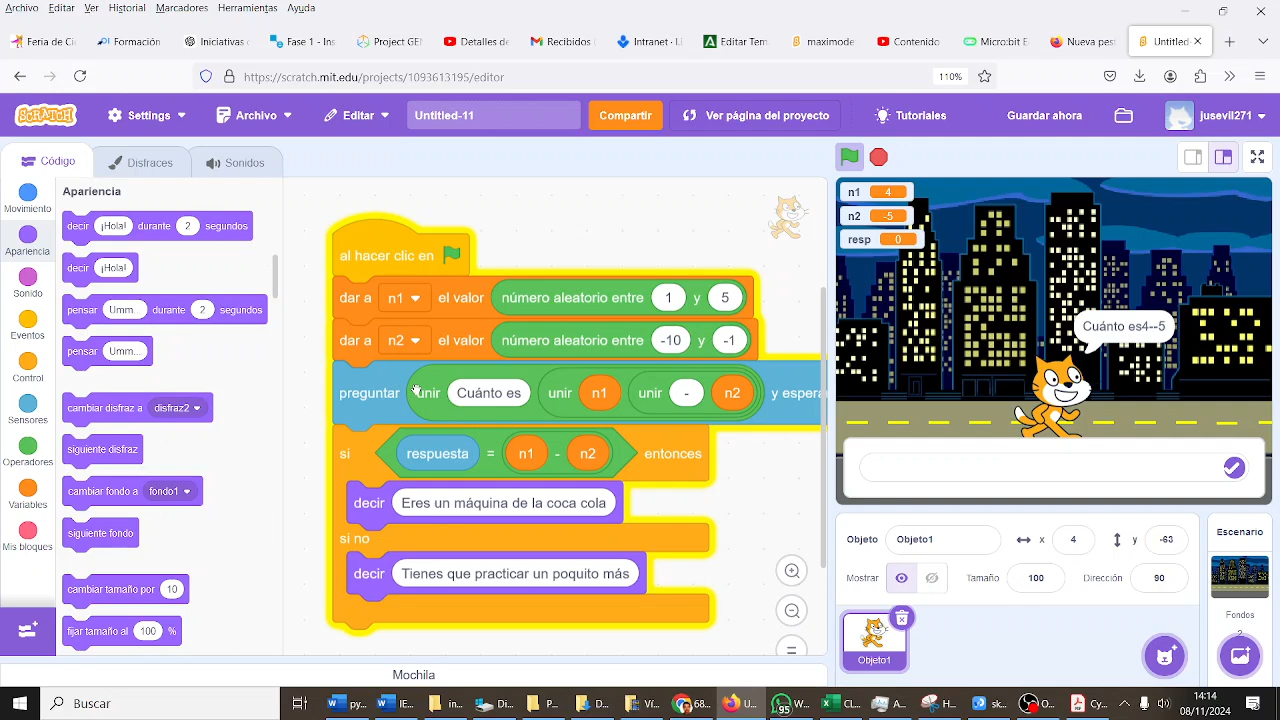 Archivo Editar Ver Historial Marcadores Herramientas Ayuda
Feria de Ci
Formación
Iniciativas
Fase 1 - Ins
Project GEN
Detalles de
Recibidos
Intranet - Li
Editar Tem
maximode
Contenido
Microbit E
Nueva pest
Untitled
https://scratch.mit.edu/projects/1093613195/editor
110%
SCRATCH
Settings
Archivo
Editar
Untitled-11
Compartir
Ver página del proyecto
Tutoriales
Guardar ahora
jusevil271
Código
Disfraces
Sonidos
Movimiento
Apariencia
Sonido
Eventos
Control
Sensores
Operadores
Variables
Mis bloques
Apariencia
decir ¡Hola! durante 2 segundos
decir ¡Hola!
pensar Umm... durante 2 segundos
pensar Umm...
cambiar disfraz a disfraz2
siguiente disfraz
cambiar fondo a fondo1
siguiente fondo
cambiar tamaño por 10
fijar tamaño al 100 %
al hacer clic en
dar a n1 el valor número aleatorio entre 1 y 5
dar a n2 el valor número aleatorio entre -10 y -1
preguntar unir Cuánto es unir n1 unir - n2 y espera
si respuesta = n1 - n2 entonces
decir Eres un máquina de la coca cola
si no
decir Tienes que practicar un poquito más
n1 4
n2 -5
resp 0
Cuánto es4--5
Objeto Objeto1 x 4 y -63
Mostrar Tamaño 100 Dirección 90
Objeto1
Escenario
Fondos
2
Mochila
Buscar
14:14
08/11/2024